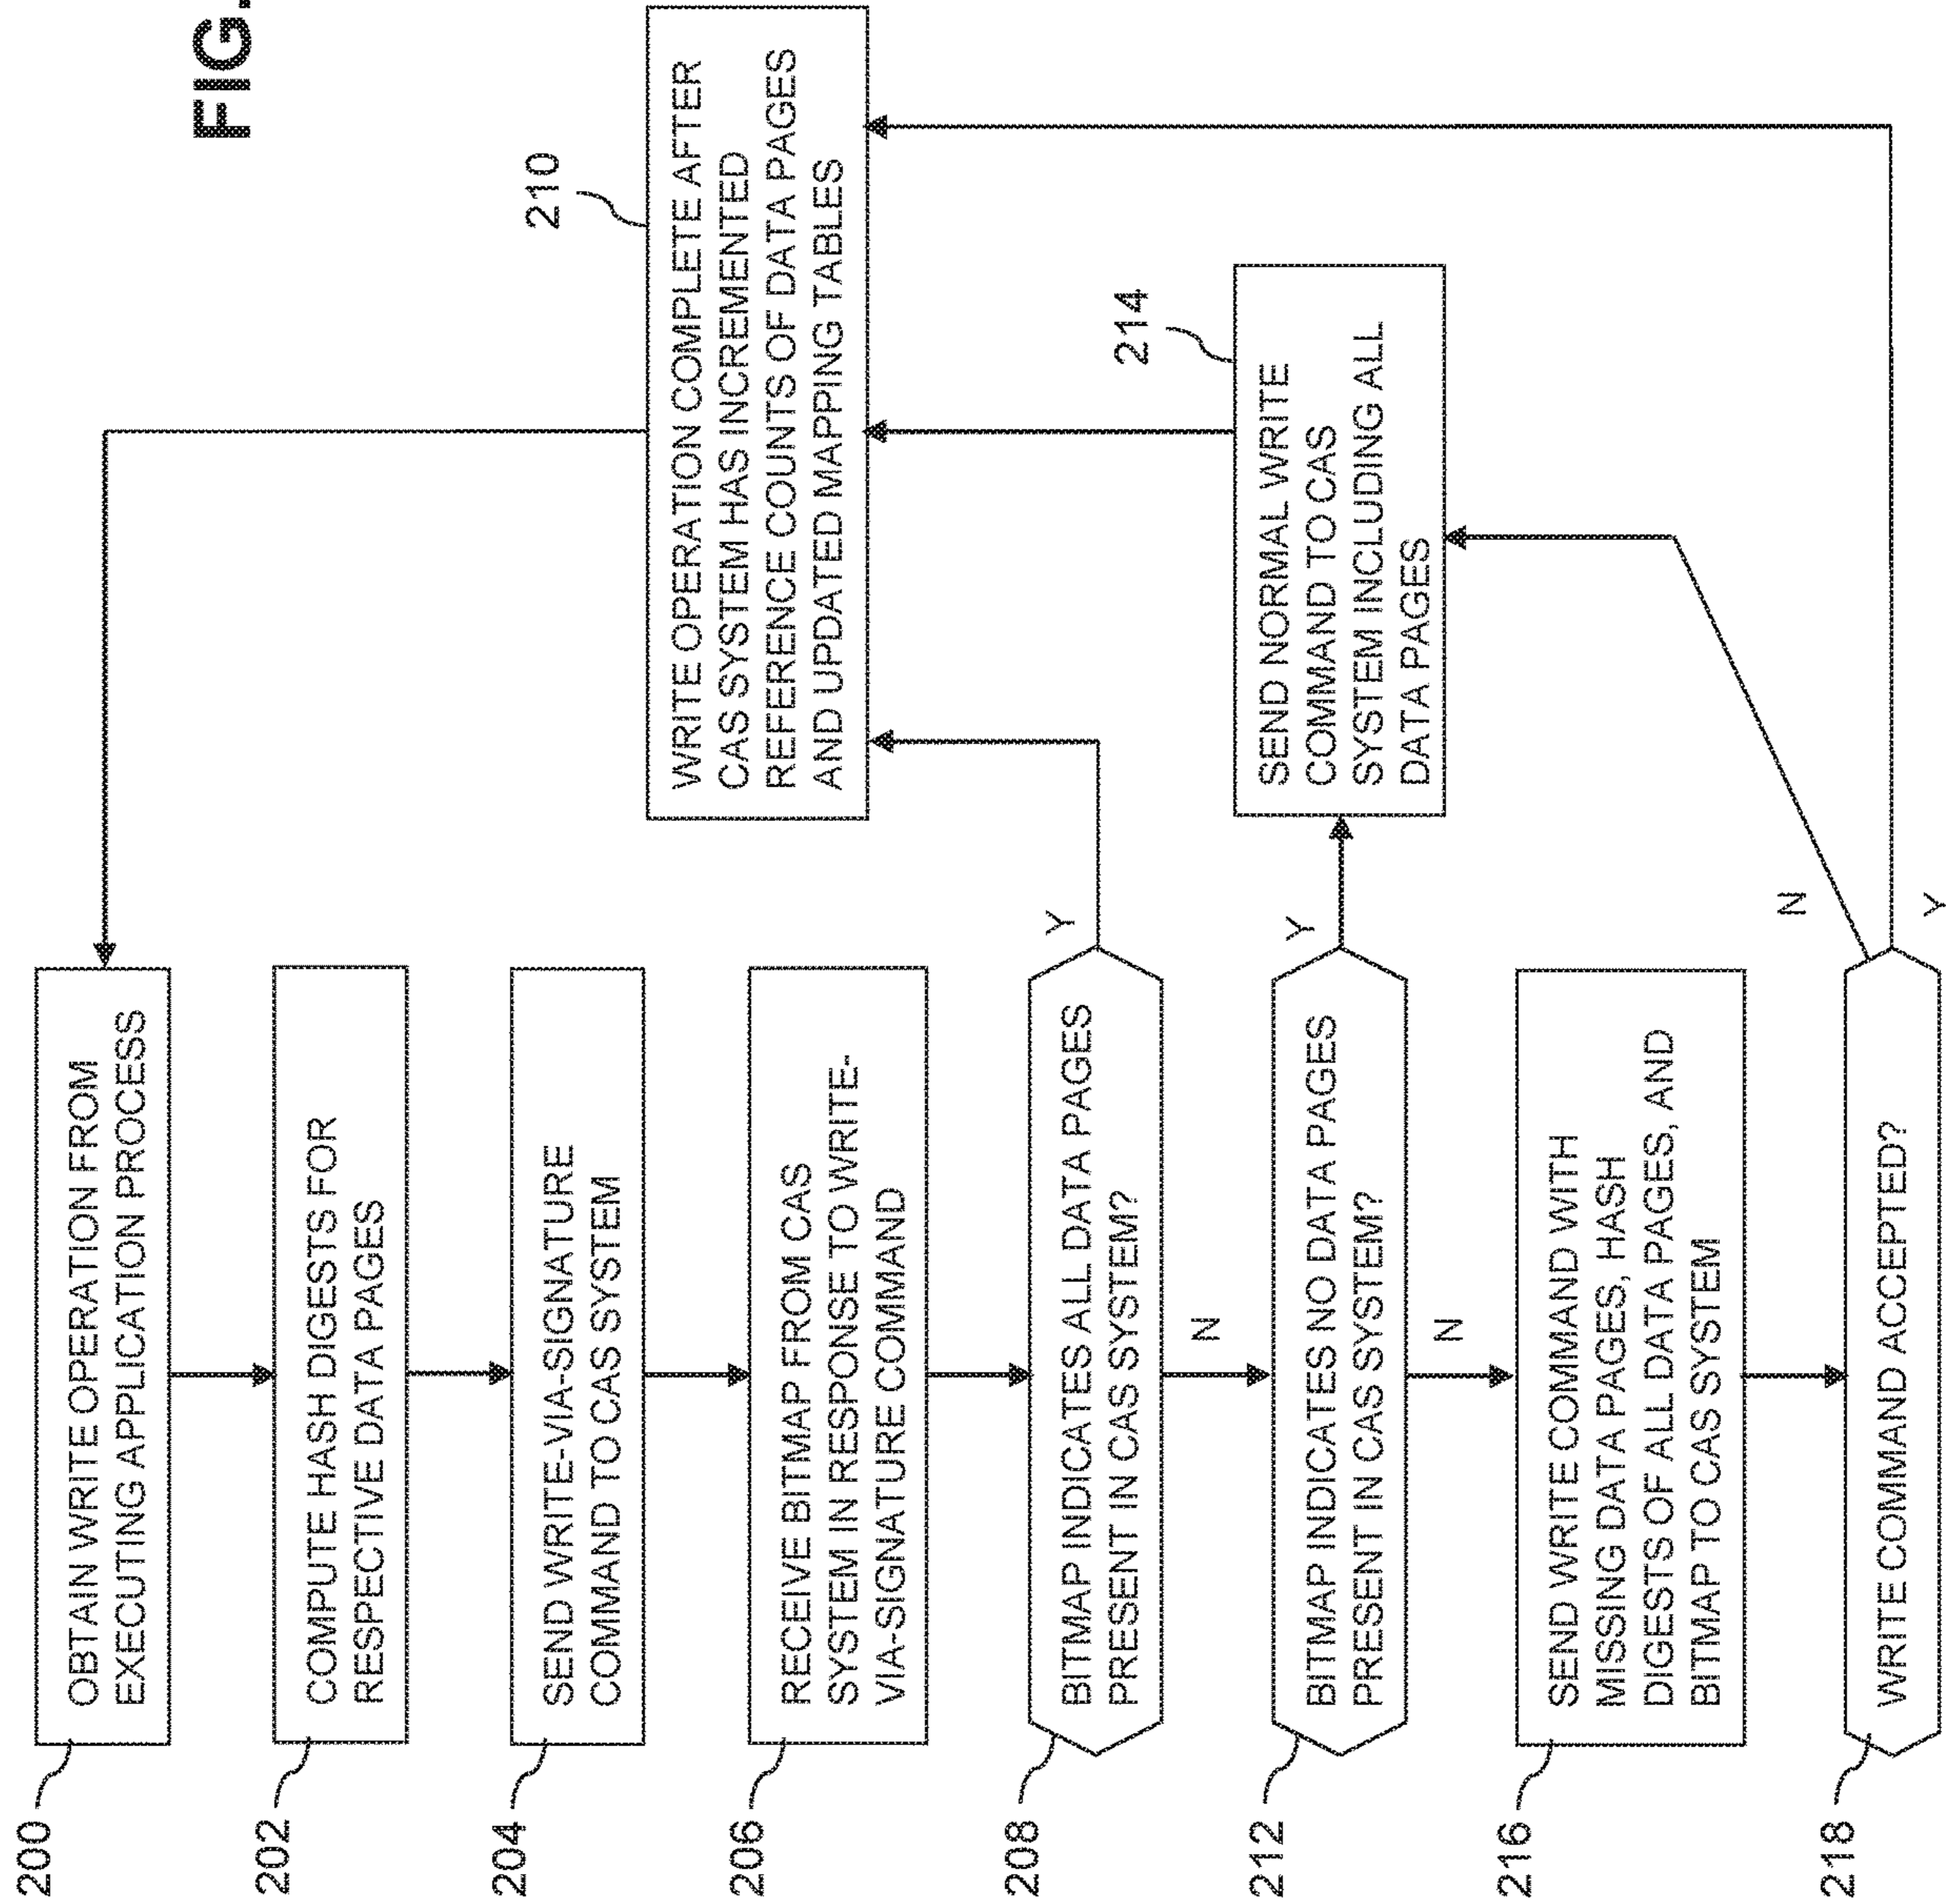 FIG.
200
OBTAIN WRITE OPERATION FROM
EXECUTING APPLICATION PROCESS
202
COMPUTE HASH DIGESTS FOR
RESPECTIVE DATA PAGES
204
SEND WRITE-VIA-SIGNATURE
COMMAND TO CAS SYSTEM
206
RECEIVE BITMAP FROM CAS
SYSTEM IN RESPONSE TO WRITE-
VIA-SIGNATURE COMMAND
208
BITMAP INDICATES ALL DATA PAGES
PRESENT IN CAS SYSTEM?
Y
N
210
WRITE OPERATION COMPLETE AFTER
CAS SYSTEM HAS INCREMENTED
REFERENCE COUNTS OF DATA PAGES
AND UPDATED MAPPING TABLES
212
BITMAP INDICATES NO DATA PAGES
PRESENT IN CAS SYSTEM?
Y
N
214
SEND NORMAL WRITE
COMMAND TO CAS
SYSTEM INCLUDING ALL
DATA PAGES
216
SEND WRITE COMMAND WITH
MISSING DATA PAGES, HASH
DIGESTS OF ALL DATA PAGES, AND
BITMAP TO CAS SYSTEM
218
WRITE COMMAND ACCEPTED?
N
Y